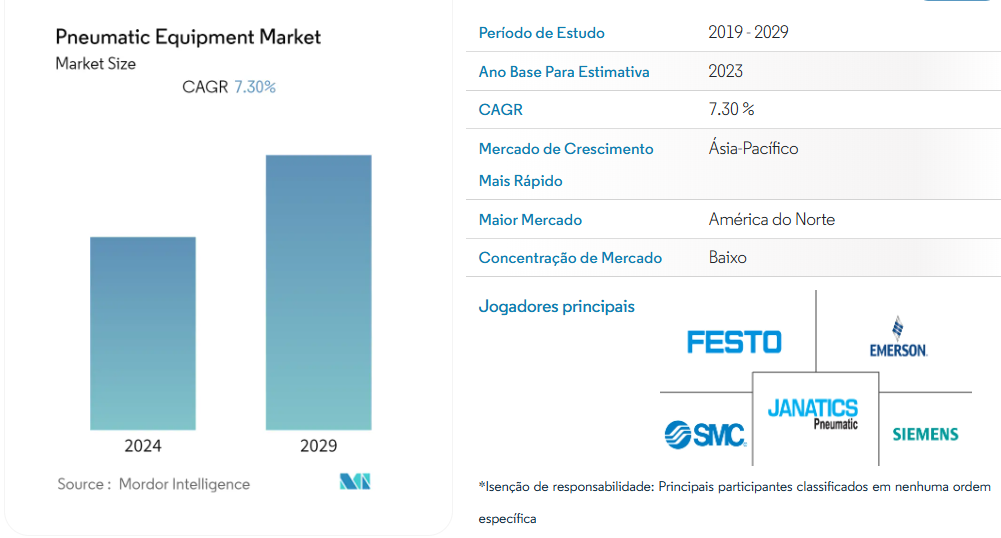 Pneumatic Equipment Market
Market Size
CAGR 7.30%
2024
2029
Source : Mordor Intelligence
Período de Estudo
2019 - 2029
Ano Base Para Estimativa
2023
CAGR
7.30 %
Mercado de Crescimento
Mais Rápido
Ásia-Pacífico
Maior Mercado
América do Norte
Concentração de Mercado
Baixo
Jogadores principais
FESTO
EMERSON.
SMC.
JANATICS
Pneumatic
SIEMENS
*Isenção de responsabilidade: Principais participantes classificados em nenhuma ordem
específica